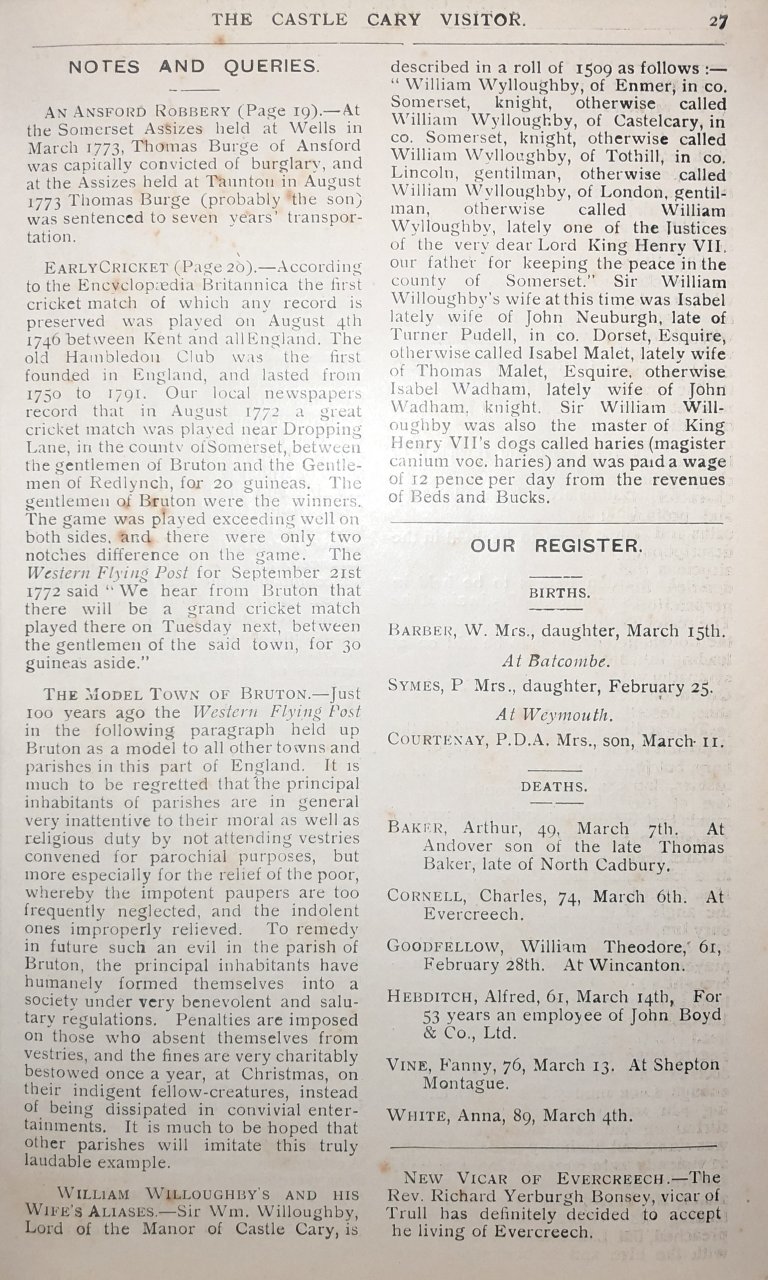 THE CASTLE CARY VISITOR. 27
NOTES AND QUERIES.
AN ANSFORD ROBBERY (Page 19).—At
the Somerset Assizes held at Wells in
March 1773, Thomas Burge of Ansford
was capitally convicted of burglary, and
at the Assizes held at Taunton in August
1773 Thomas Burge (probably the son)
was sentenced to seven years' transpor-
tation.
EARLY CRICKET (Page 26).—According
to the Encyclopædia Britannica the first
cricket match of which any record is
preserved was played on August 4th
1746 between Kent and all England. The
old Hambledon Club was the first
founded in England, and lasted from
1750 to 1791. Our local newspapers
record that in August 1772 a great
cricket match was played near Dropping
Lane, in the county of Somerset, between
the gentlemen of Bruton and the Gentle-
men of Redlynch, for 20 guineas. The
gentlemen of Bruton were the winners.
The game was played exceeding well on
both sides, and there were only two
notches difference on the game. The
Western Flying Post for September 21st
1772 said "We hear from Bruton that
there will be a grand cricket match
played there on Tuesday next, between
the gentlemen of the said town, for 30
guineas aside."
THE MODEL TOWN OF BRUTON.—Just
100 years ago the Western Flying Post
in the following paragraph held up
Bruton as a model to all other towns and
parishes in this part of England. It is
much to be regretted that the principal
inhabitants of parishes are in general
very inattentive to their moral as well as
religious duty by not attending vestries
convened for parochial purposes, but
more especially for the relief of the poor,
whereby the impotent paupers are too
frequently neglected, and the indolent
ones improperly relieved. To remedy
in future such an evil in the parish of
Bruton, the principal inhabitants have
humanely formed themselves into a
society under very benevolent and salu-
tary regulations. Penalties are imposed
on those who absent themselves from
vestries, and the fines are very charitably
bestowed once a year, at Christmas, on
their indigent fellow-creatures, instead
of being dissipated in convivial enter-
tainments. It is much to be hoped that
other parishes will imitate this truly
laudable example.
WILLIAM WILLOUGHBY'S AND HIS
WIFE'S ALIASES.—Sir Wm. Willoughby,
Lord of the Manor of Castle Cary, is
described in a roll of 1509 as follows :—
"William Wylloughby, of Enmer, in co.
Somerset, knight, otherwise called
William Wylloughby, of Castelcary, in
co. Somerset, knight, otherwise called
William Wylloughby, of Tothill, in co.
Lincoln, gentilman, otherwise called
William Wylloughby, of London, gentil-
man, otherwise called William
Wylloughby, lately one of the Justices
of the very dear Lord King Henry VII.
our father for keeping the peace in the
county of Somerset." Sir William
Willoughby's wife at this time was Isabel
lately wife of John Neuburgh, late of
Turner Pudell, in co. Dorset, Esquire,
otherwise called Isabel Malet, lately wife
of Thomas Malet, Esquire, otherwise
Isabel Wadham, lately wife of John
Wadham, knight. Sir William Will-
oughby was also the master of King
Henry VII's dogs called haries (magister
canium voc. haries) and was paid a wage
of 12 pence per day from the revenues
of Beds and Bucks.
OUR REGISTER.
BIRTHS.
BARBER, W. Mrs., daughter, March 15th.
At Batcombe.
SYMES, P Mrs., daughter, February 25.
At Weymouth.
COURTENAY, P.D.A. Mrs., son, March 11.
DEATHS.
BAKER, Arthur, 49, March 7th. At
Andover son of the late Thomas
Baker, late of North Cadbury.
CORNELL, Charles, 74, March 6th. At
Evercreech.
GOODFELLOW, William Theodore, 61,
February 28th. At Wincanton.
HEBDITCH, Alfred, 61, March 14th, For
53 years an employee of John Boyd
& Co., Ltd.
VINE, Fanny, 76, March 13. At Shepton
Montague.
WHITE, Anna, 89, March 4th.
NEW VICAR OF EVERCREECH.—The
Rev. Richard Yerburgh Bonsey, vicar of
Trull has definitely decided to accept
he living of Evercreech.